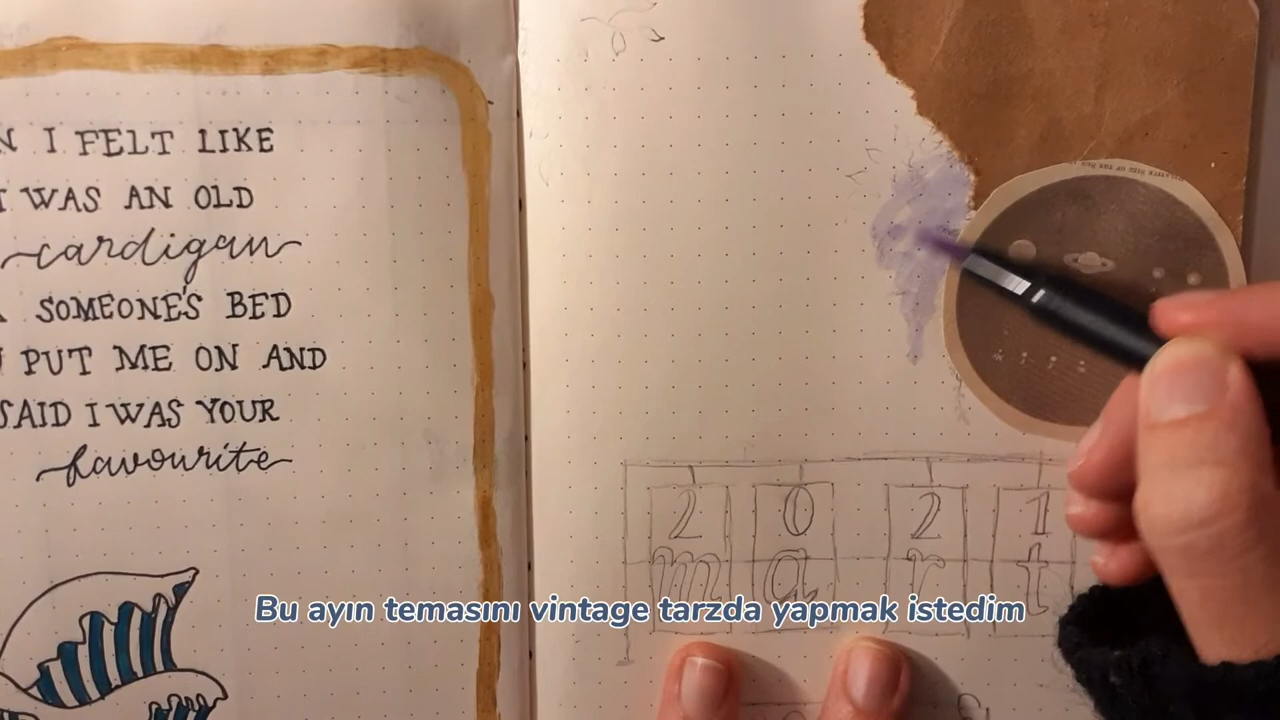 I FELT LIKE
WAS AN OLD
cardigan
SOMEONE'S BED
PUT ME ON AND
SAID I WAS YOUR
favourite
2 0 2 1
m a r t
Bu ayın temasını vintage tarzda yapmak istedim